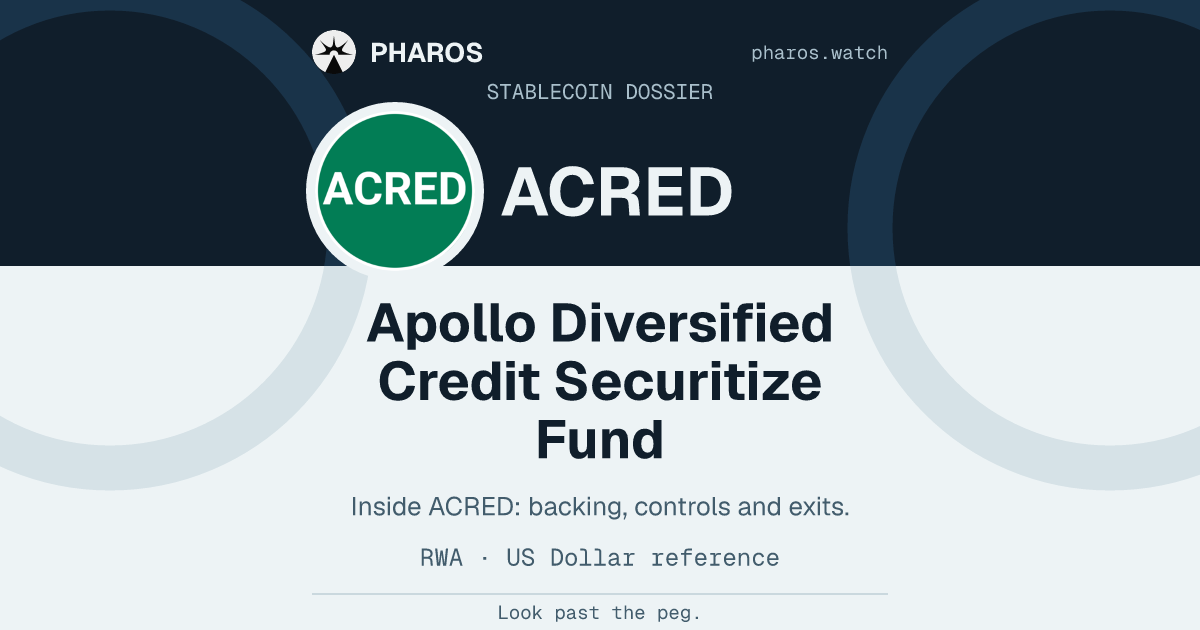 PHAROS
pharos.watch
STABLECOIN DOSSIER
ACRED
ACRED
Apollo Diversified
Credit Securitize
Fund
Inside ACRED: backing, controls and exits.
RWA · US Dollar reference
Look past the peg.